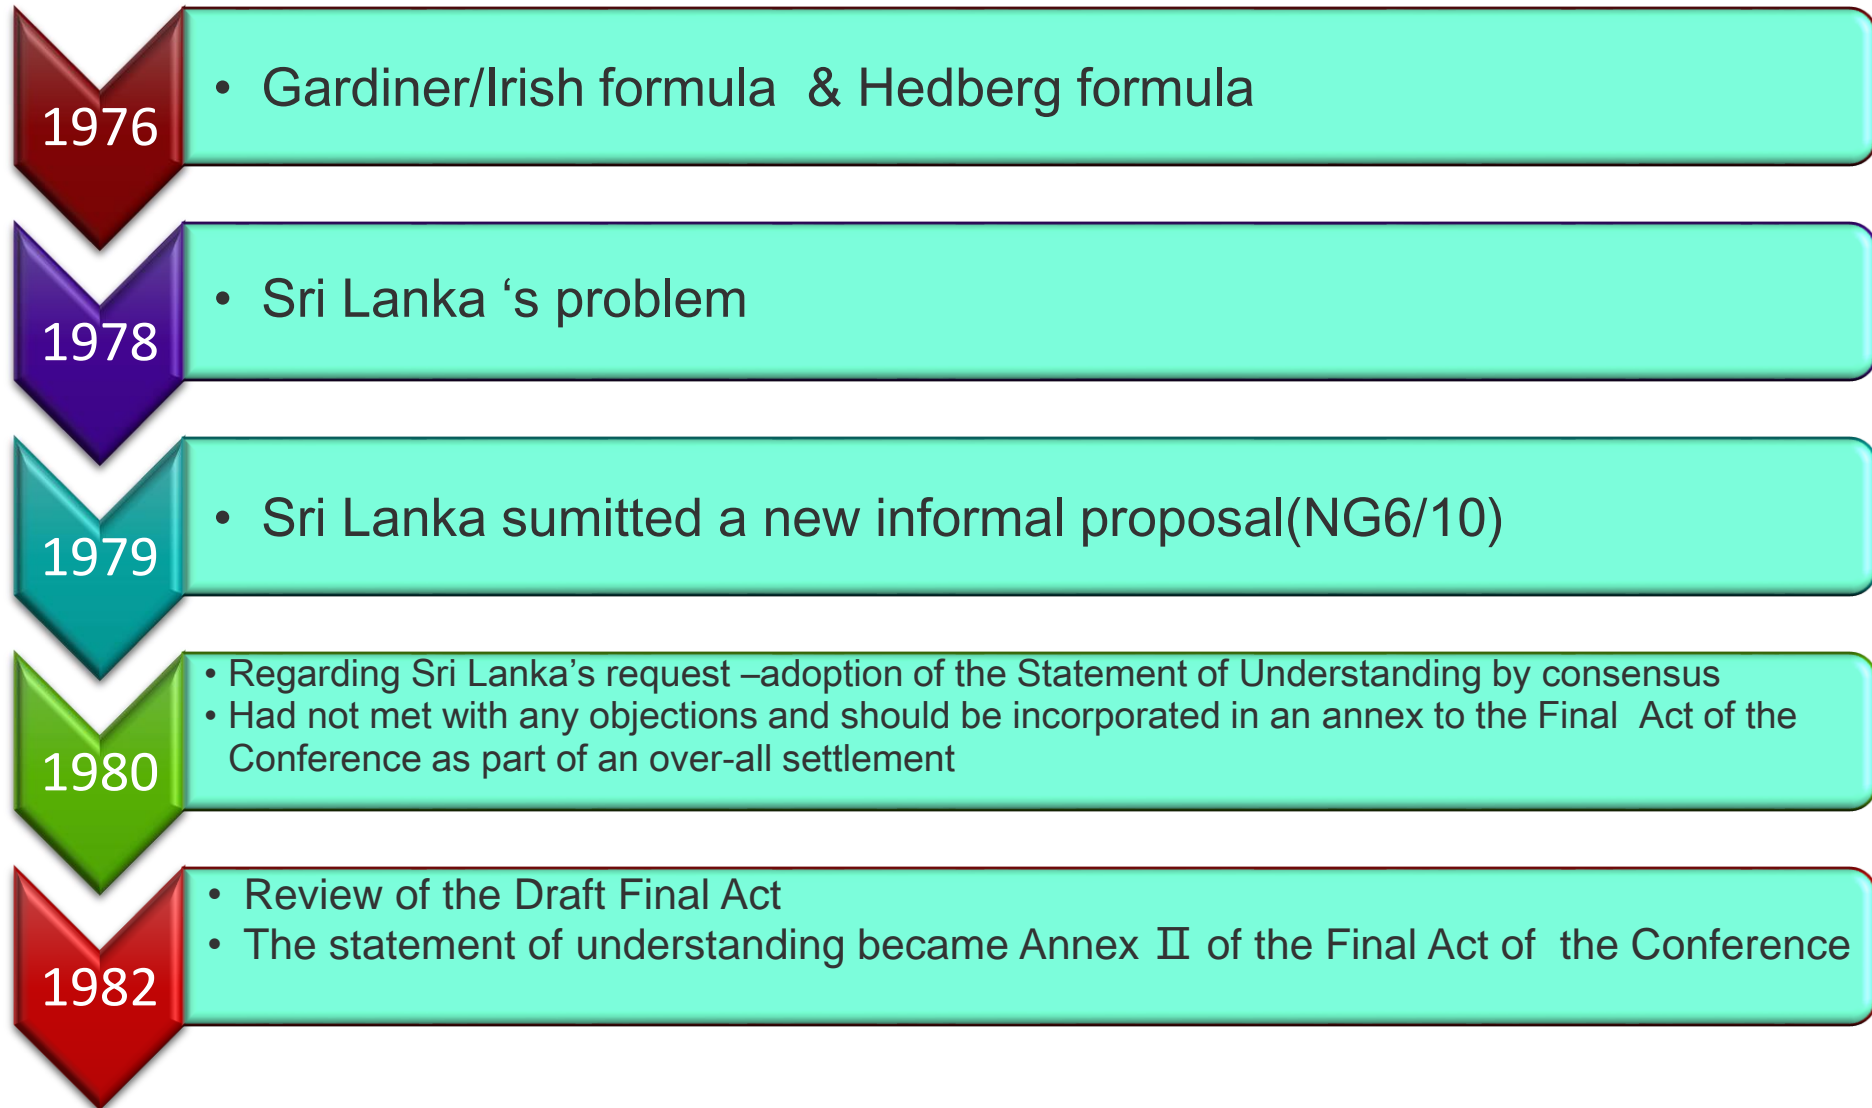 1976
• Gardiner/Irish formula & Hedberg formula
1978
• Sri Lanka ‘s problem
1979
• Sri Lanka sumitted a new informal proposal(NG6/10)
1980
• Regarding Sri Lanka’s request –adoption of the Statement of Understanding by consensus
• Had not met with any objections and should be incorporated in an annex to the Final Act of the
Conference as part of an over-all settlement
1982
• Review of the Draft Final Act
• The statement of understanding became Annex Ⅱ of the Final Act of the Conference